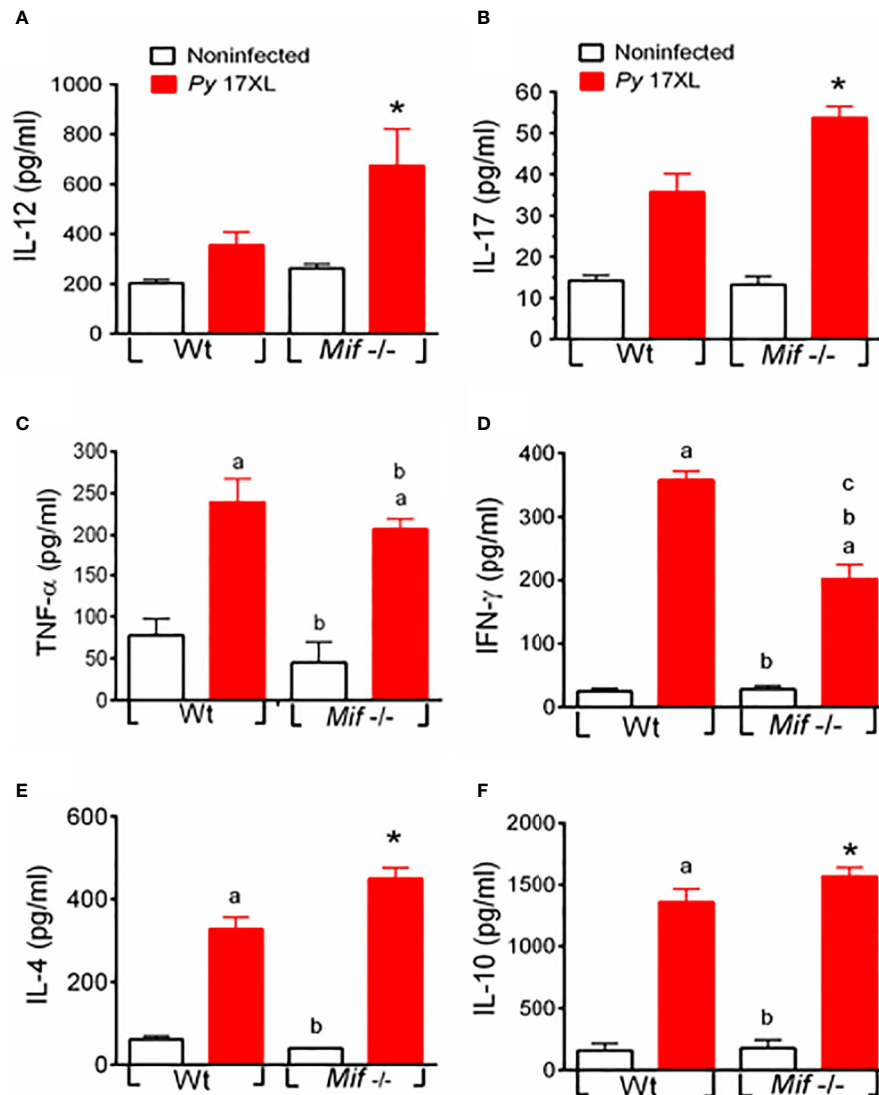 A
B
Noninfected
Noninfected
Py 17XL
Py 17XL
IL-12 (pg/ml)
1000
800
600
400
200
0
*
Wt
Mif -/-
IL-17 (pg/ml)
60
50
40
30
20
10
0
*
Wt
Mif -/-
C
D
TNF-α (pg/ml)
300
250
200
150
100
50
0
a
b
b
a
Wt
Mif -/-
IFN-γ (pg/ml)
400
300
200
100
0
a
b
c
b
a
Wt
Mif -/-
E
F
IL-4 (pg/ml)
600
400
200
0
a
b
*
Wt
Mif -/-
IL-10 (pg/ml)
2000
1500
1000
500
0
a
b
*
Wt
Mif -/-